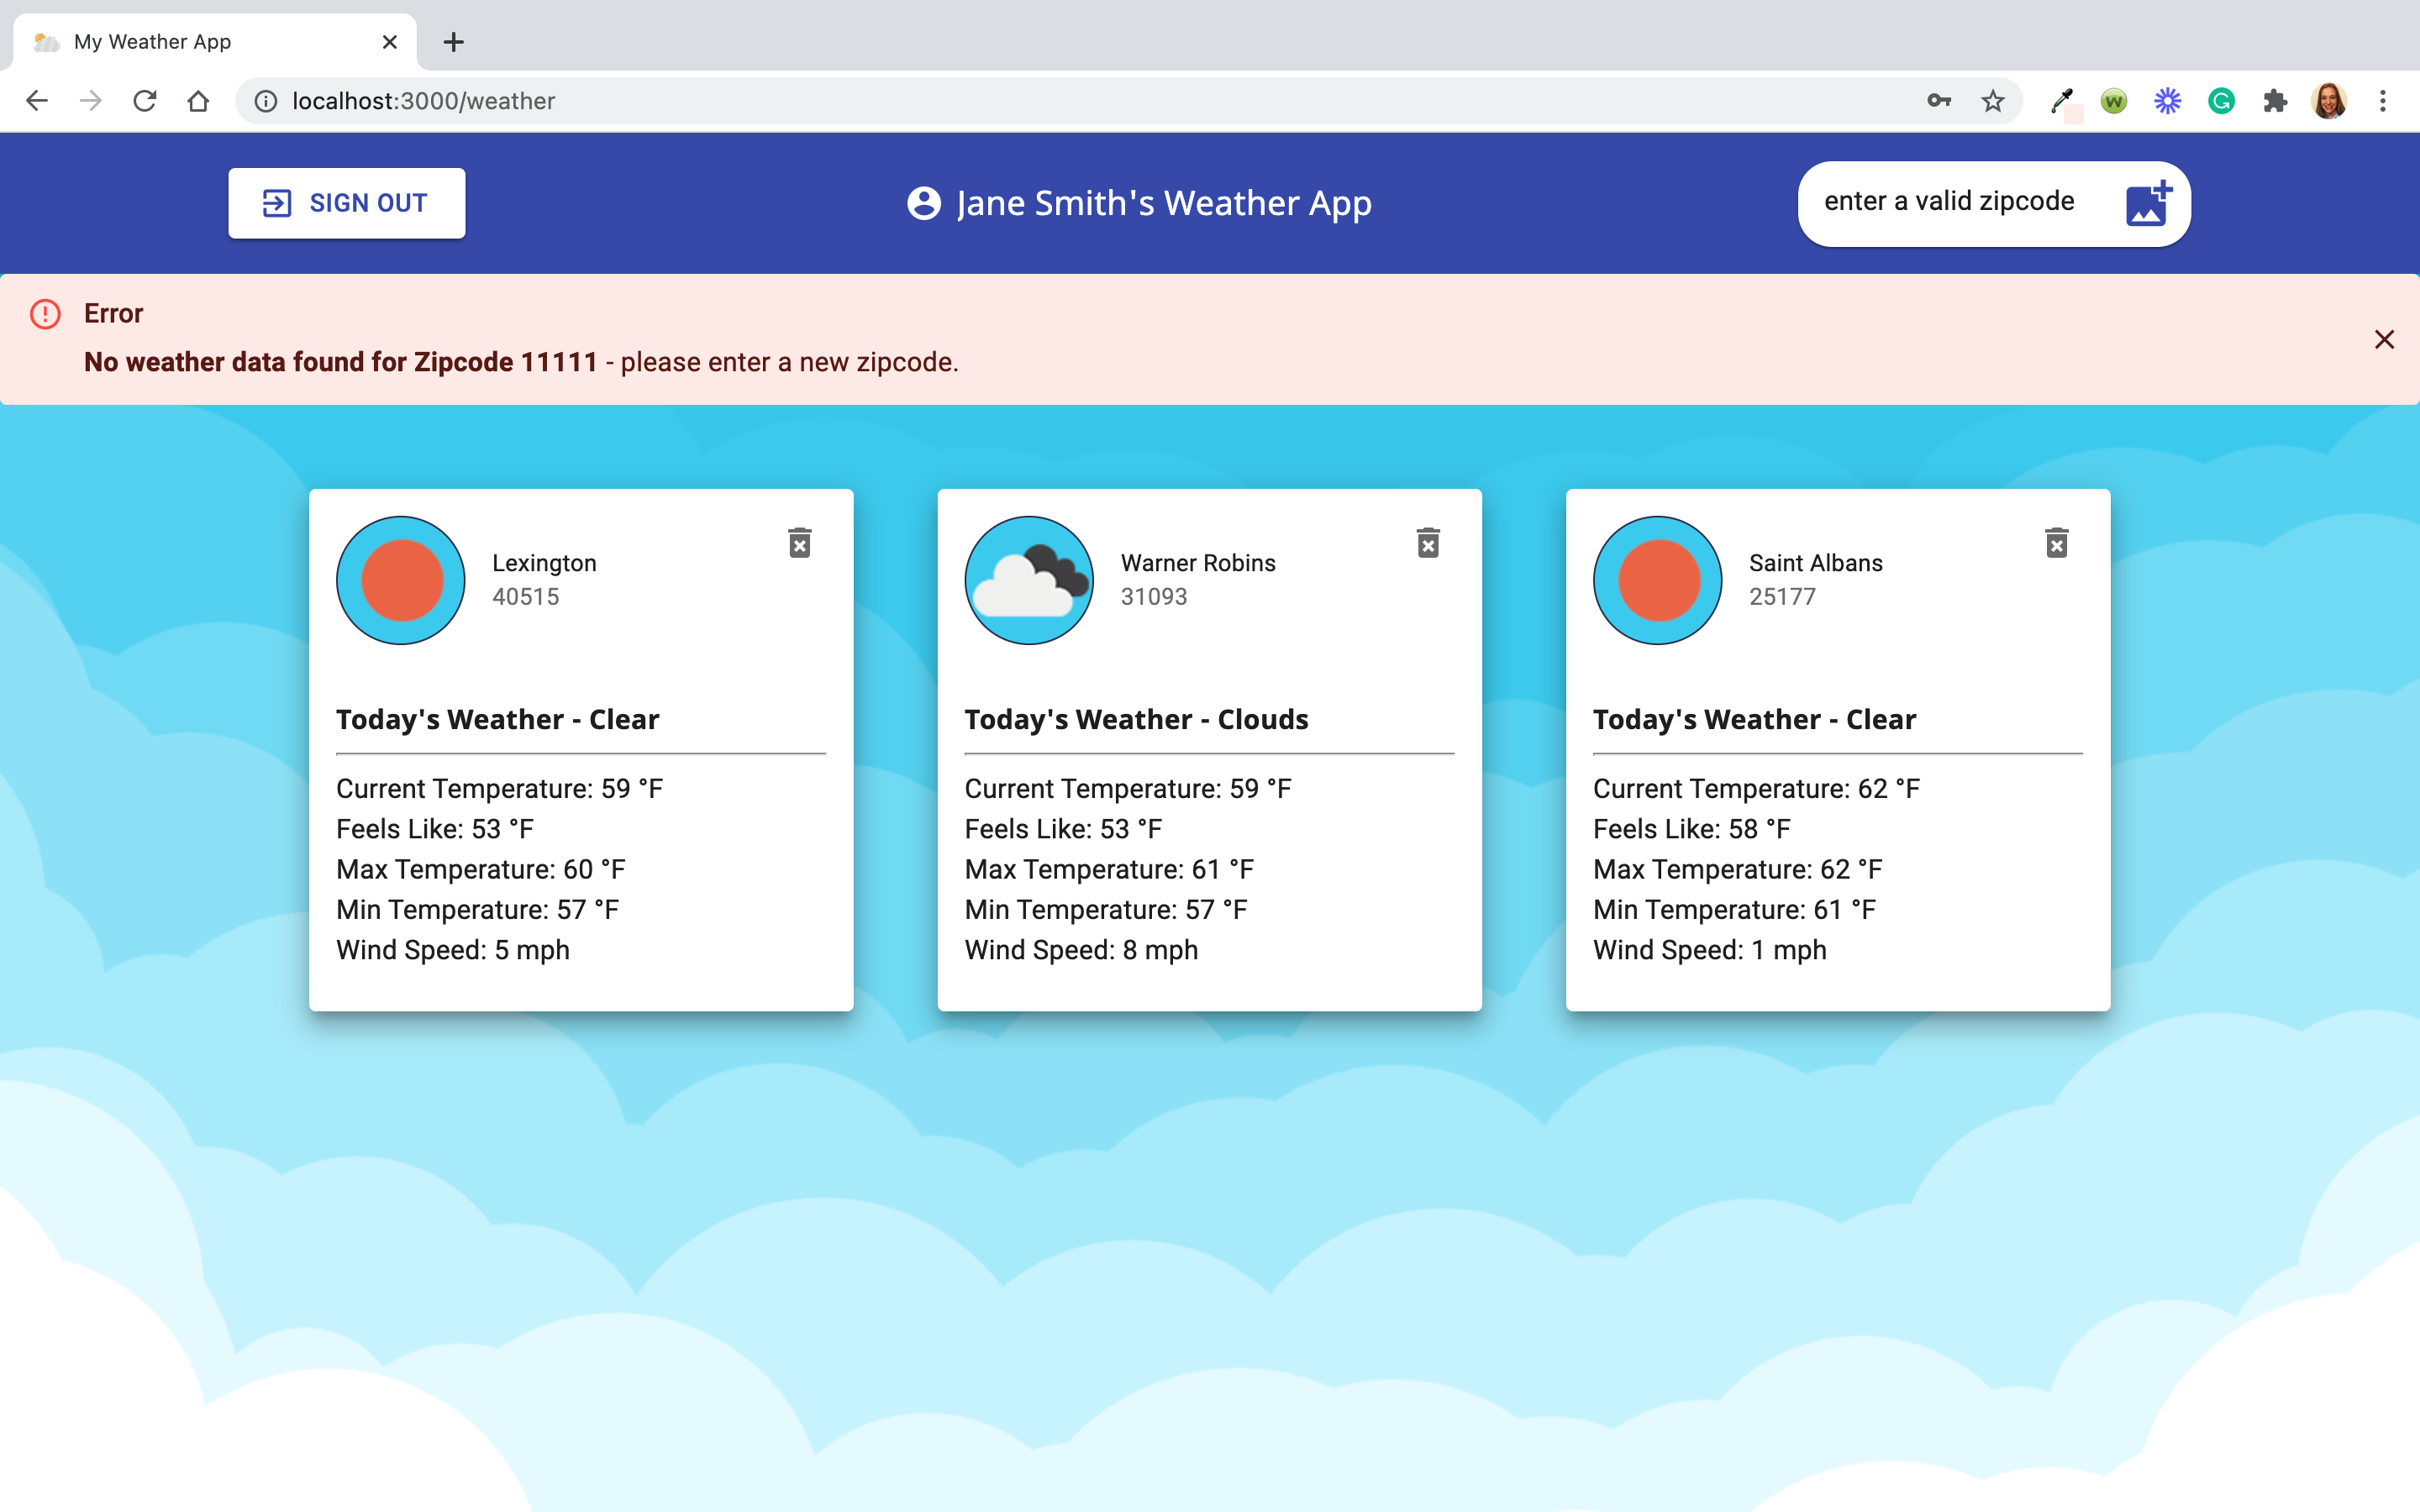 My Weather App
localhost:3000/weather
SIGN OUT
Jane Smith's Weather App
enter a valid zipcode
Error
No weather data found for Zipcode 11111 - please enter a new zipcode.
Lexington
40515
Today's Weather - Clear
Current Temperature: 59 °F
Feels Like: 53 °F
Max Temperature: 60 °F
Min Temperature: 57 °F
Wind Speed: 5 mph
Warner Robins
31093
Today's Weather - Clouds
Current Temperature: 59 °F
Feels Like: 53 °F
Max Temperature: 61 °F
Min Temperature: 57 °F
Wind Speed: 8 mph
Saint Albans
25177
Today's Weather - Clear
Current Temperature: 62 °F
Feels Like: 58 °F
Max Temperature: 62 °F
Min Temperature: 61 °F
Wind Speed: 1 mph